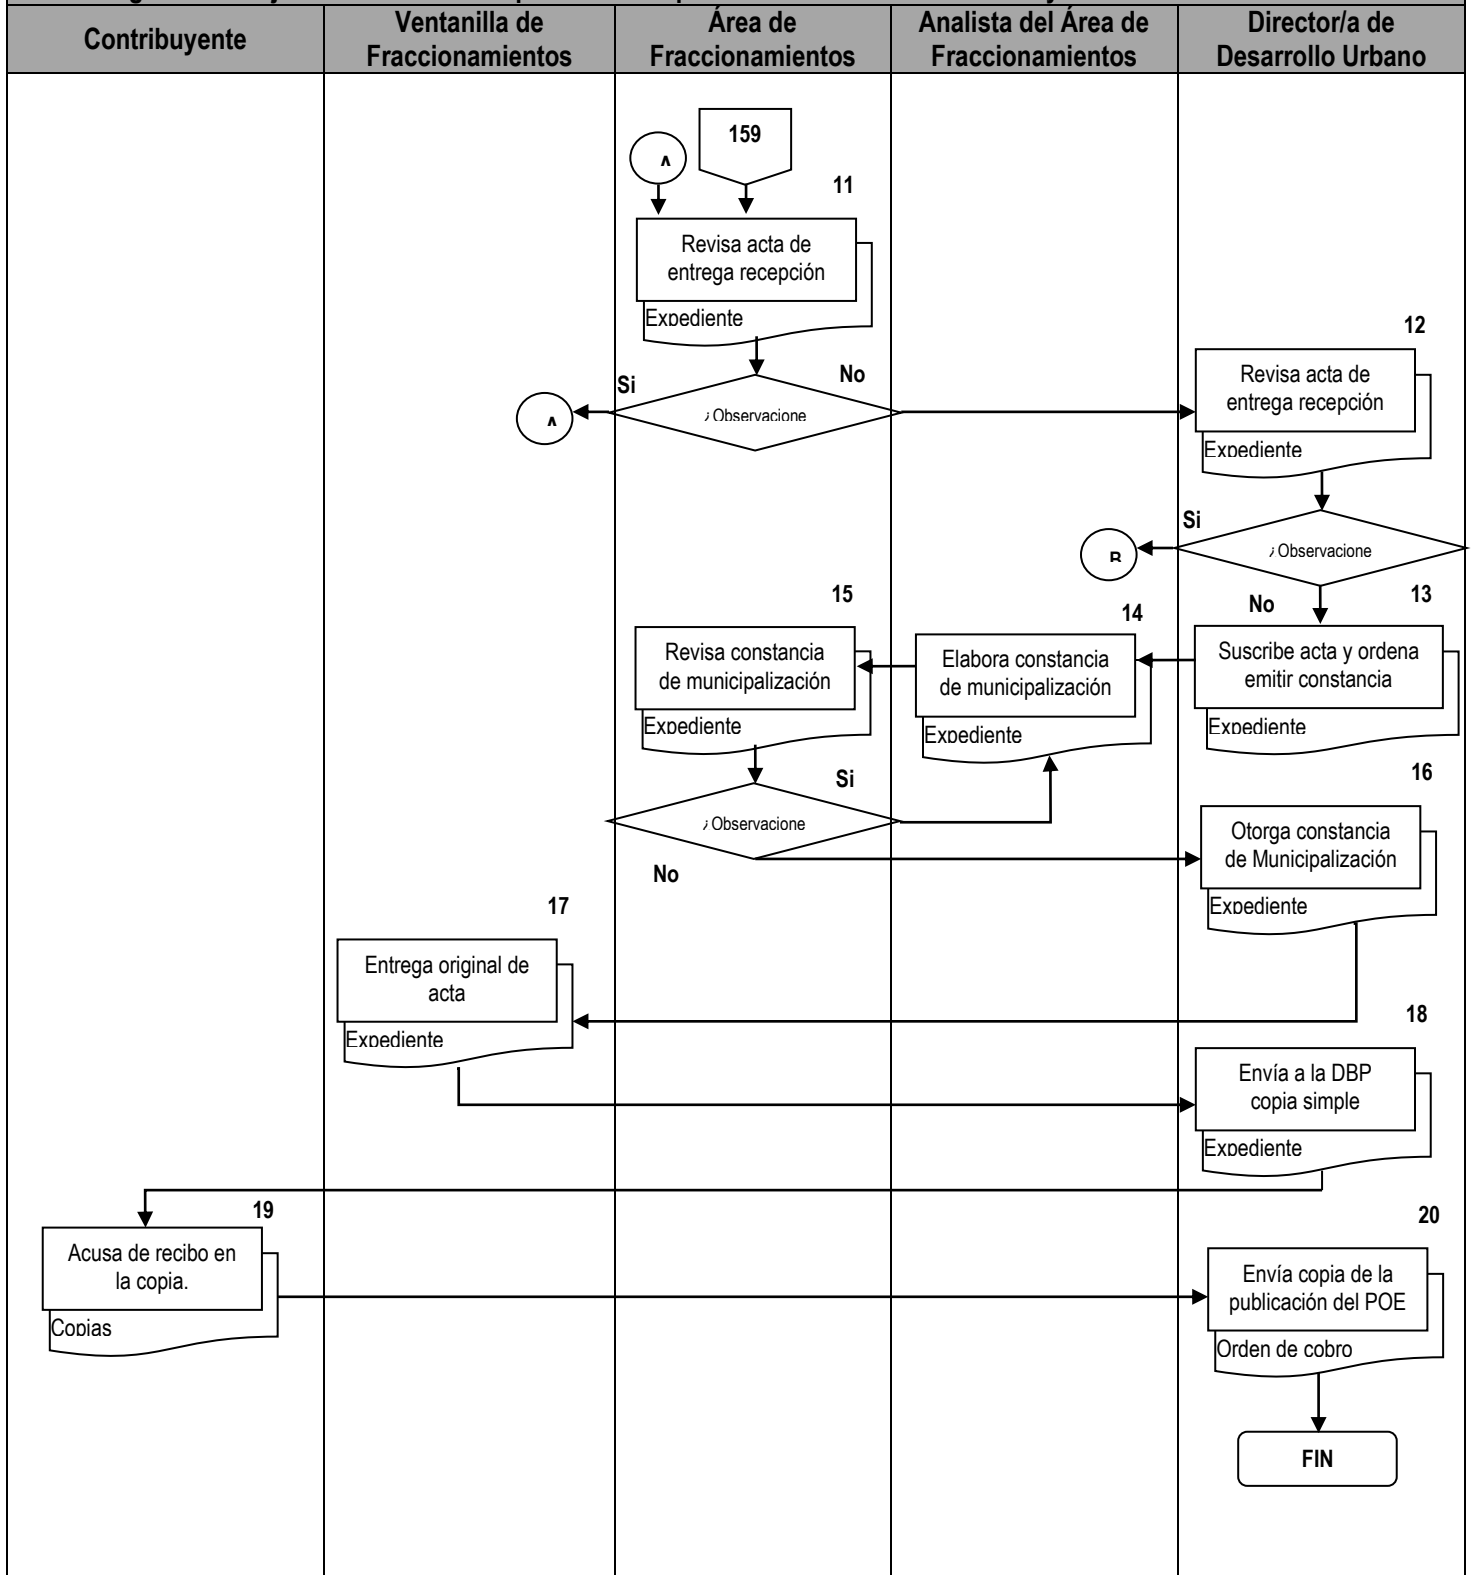 Contribuyente
Ventanilla de
Fraccionamientos
Área de
Fraccionamientos
Analista del Área de
Fraccionamientos
Director/a de
Desarrollo Urbano
A
159
11
Revisa acta de
entrega recepción
Expediente
12
Revisa acta de
entrega recepción
Expediente
Si
No
¿Observacione
A
Si
¿Observacione
B
No
13
Suscribe acta y ordena
emitir constancia
Expediente
14
Elabora constancia
de municipalización
Expediente
15
Revisa constancia
de municipalización
Expediente
Si
¿Observacione
No
16
Otorga constancia
de Municipalización
Expediente
17
Entrega original de
acta
Expediente
18
Envía a la DBP
copia simple
Expediente
19
Acusa de recibo en
la copia.
Copias
20
Envía copia de la
publicación del POE
Orden de cobro
FIN